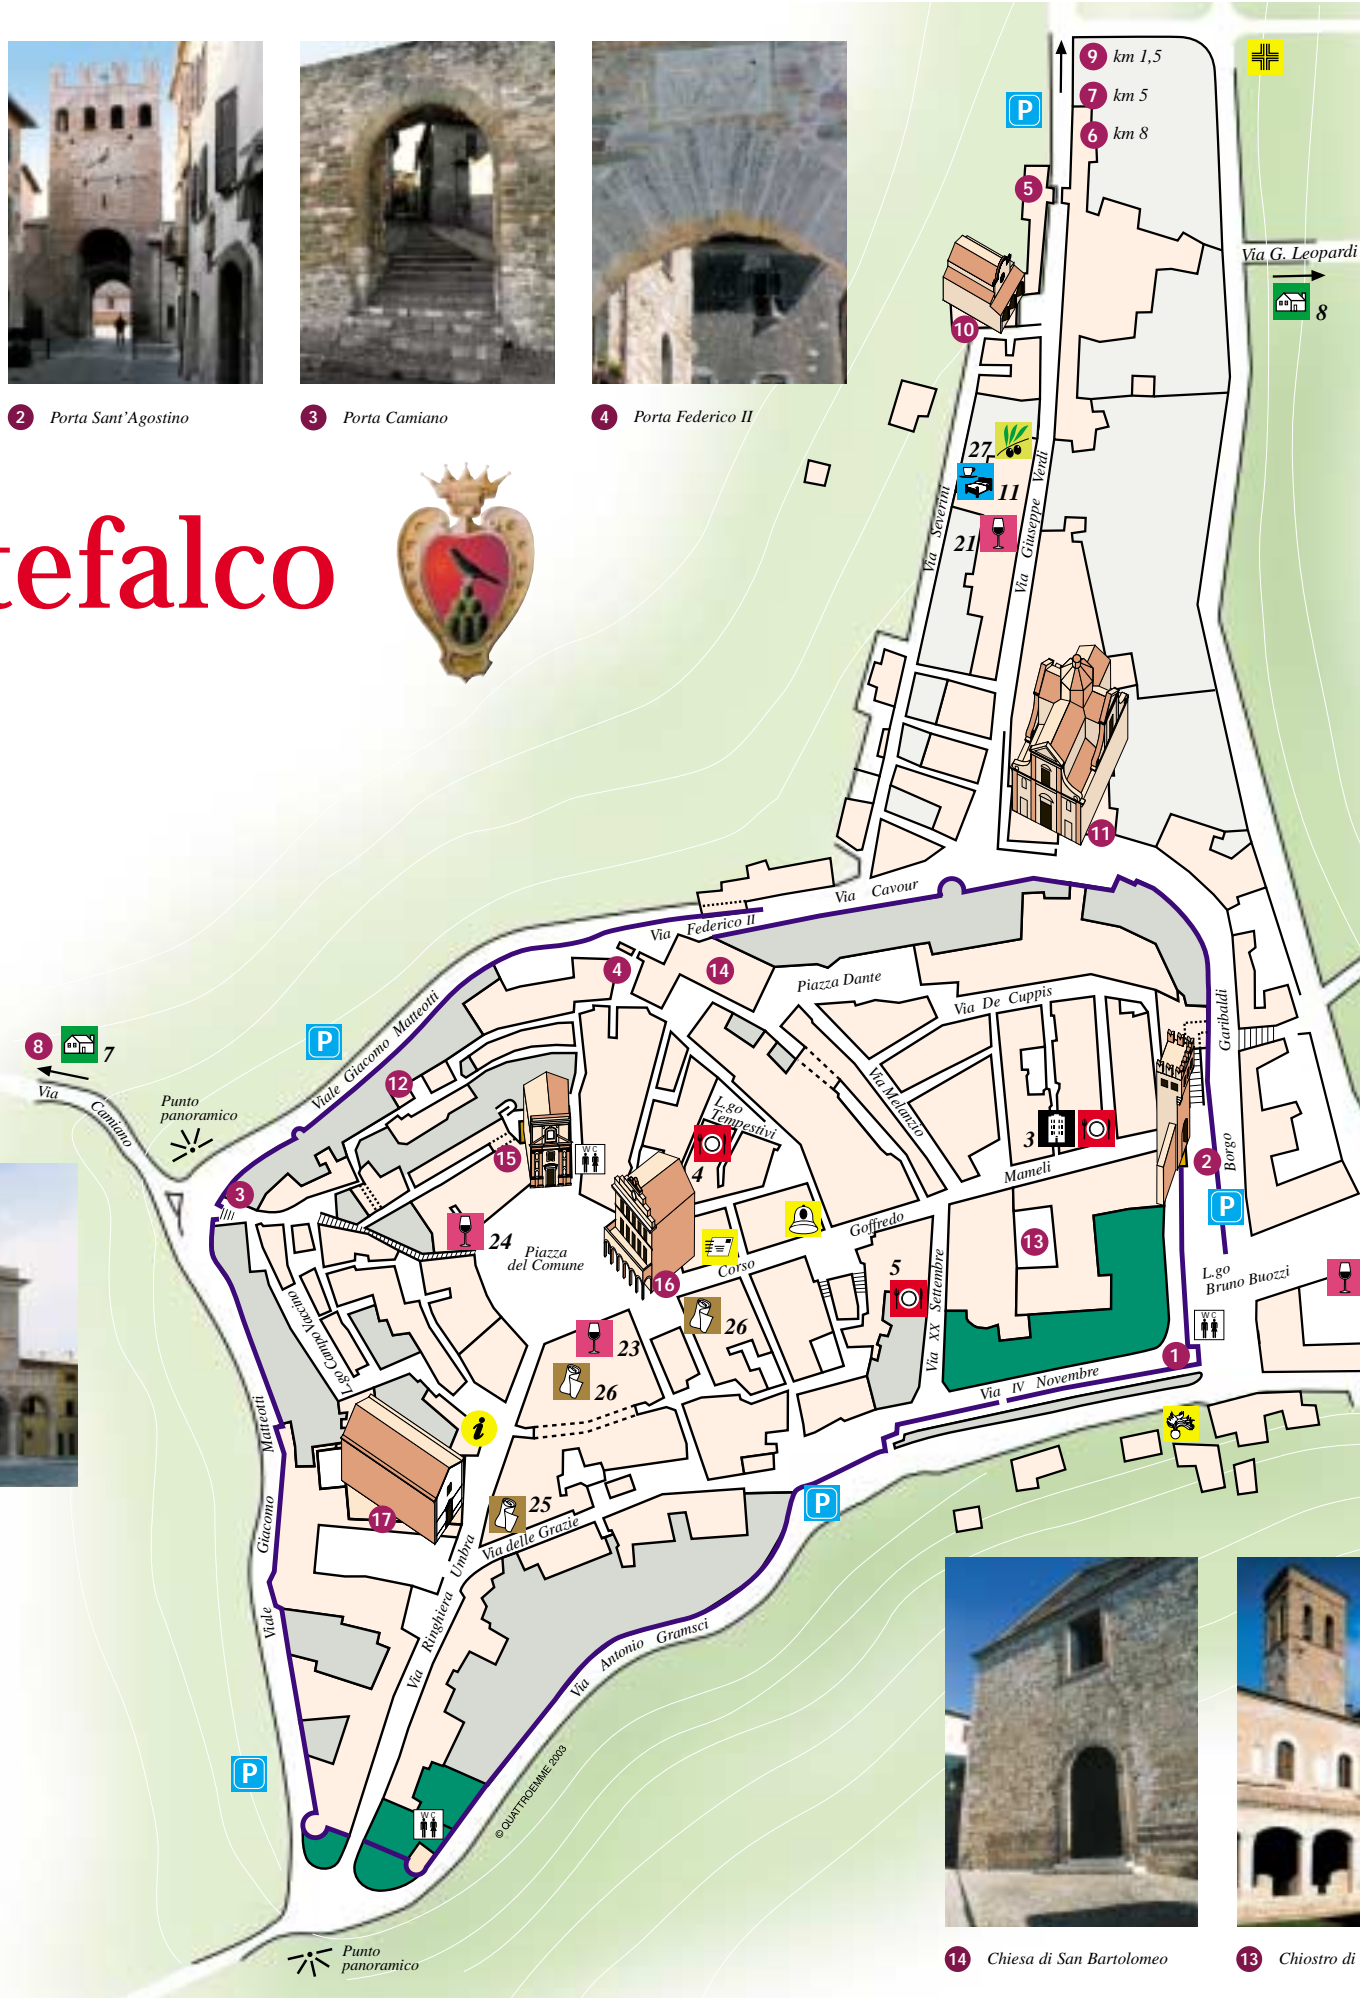 9 km 1,5
7 km 5
6 km 8
P
5
Via G. Leopardi
8
10
2 Porta Sant'Agostino
3 Porta Camiano
4 Porta Federico II
27
11
21
Via Severini
Via Giuseppe Verdi
tefalco
11
Via Cavour
Via Federico II
4
14
Piazza Dante
Via De Cuppis
Viale Giacomo Matteotti
P
8
7
Via Camiano
Punto
panoramico
12
Via Melanzio
Borgo Garibaldi
L.go
Tempestivi
3
4
15
WC
Mameli
2
P
3
24
Piazza
del Comune
Goffredo
Corso
13
16
5
Via XX Settembre
L.go
Bruno Buozzi
WC
L.go Campo Vaccino
23
26
26
1
Via IV Novembre
i
Viale Giacomo Matteotti
17
25
Via delle Grazie
P
Via Ringhiera Umbra
Via Antonio Gramsci
P
WC
© QUATTROEMME 2003
Punto
panoramico
14 Chiesa di San Bartolomeo
13 Chiostro di